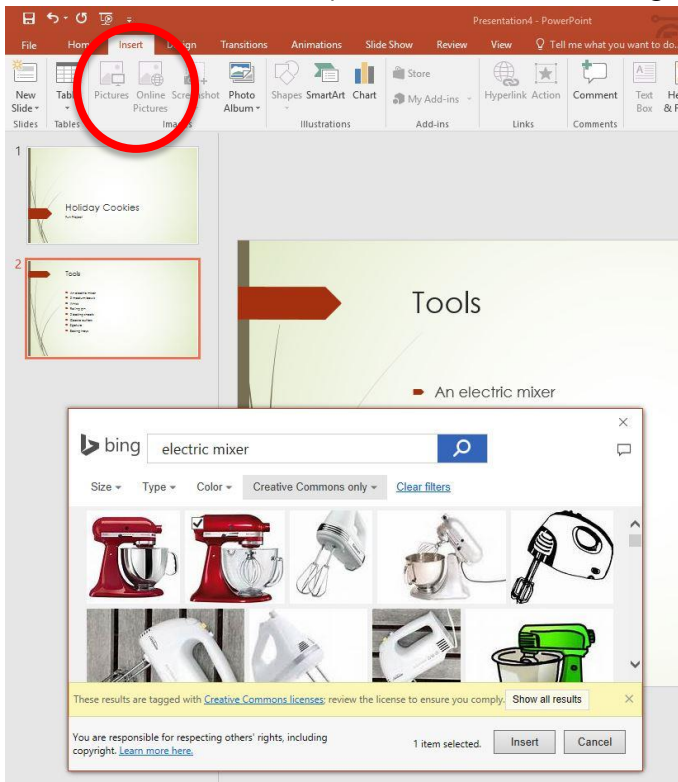 Presentation4 - PowerPoint
File Home Insert Design Transitions Animations Slide Show Review View Tell me what you want to do..
New Slide Table Pictures Online Pictures Screenshot Photo Album Shapes SmartArt Chart Store My Add-ins Hyperlink Action Comment Text Box
Slides Tables Images Illustrations Add-ins Links Comments
1
Holiday Cookies
2
Tools
An electric mixer
Tools
An electric mixer
bing electric mixer
Size Type Color Creative Commons only Clear filters
These results are tagged with Creative Commons licenses; review the license to ensure you comply. Show all results
You are responsible for respecting others' rights, including
copyright. Learn more here.
1 item selected. Insert Cancel